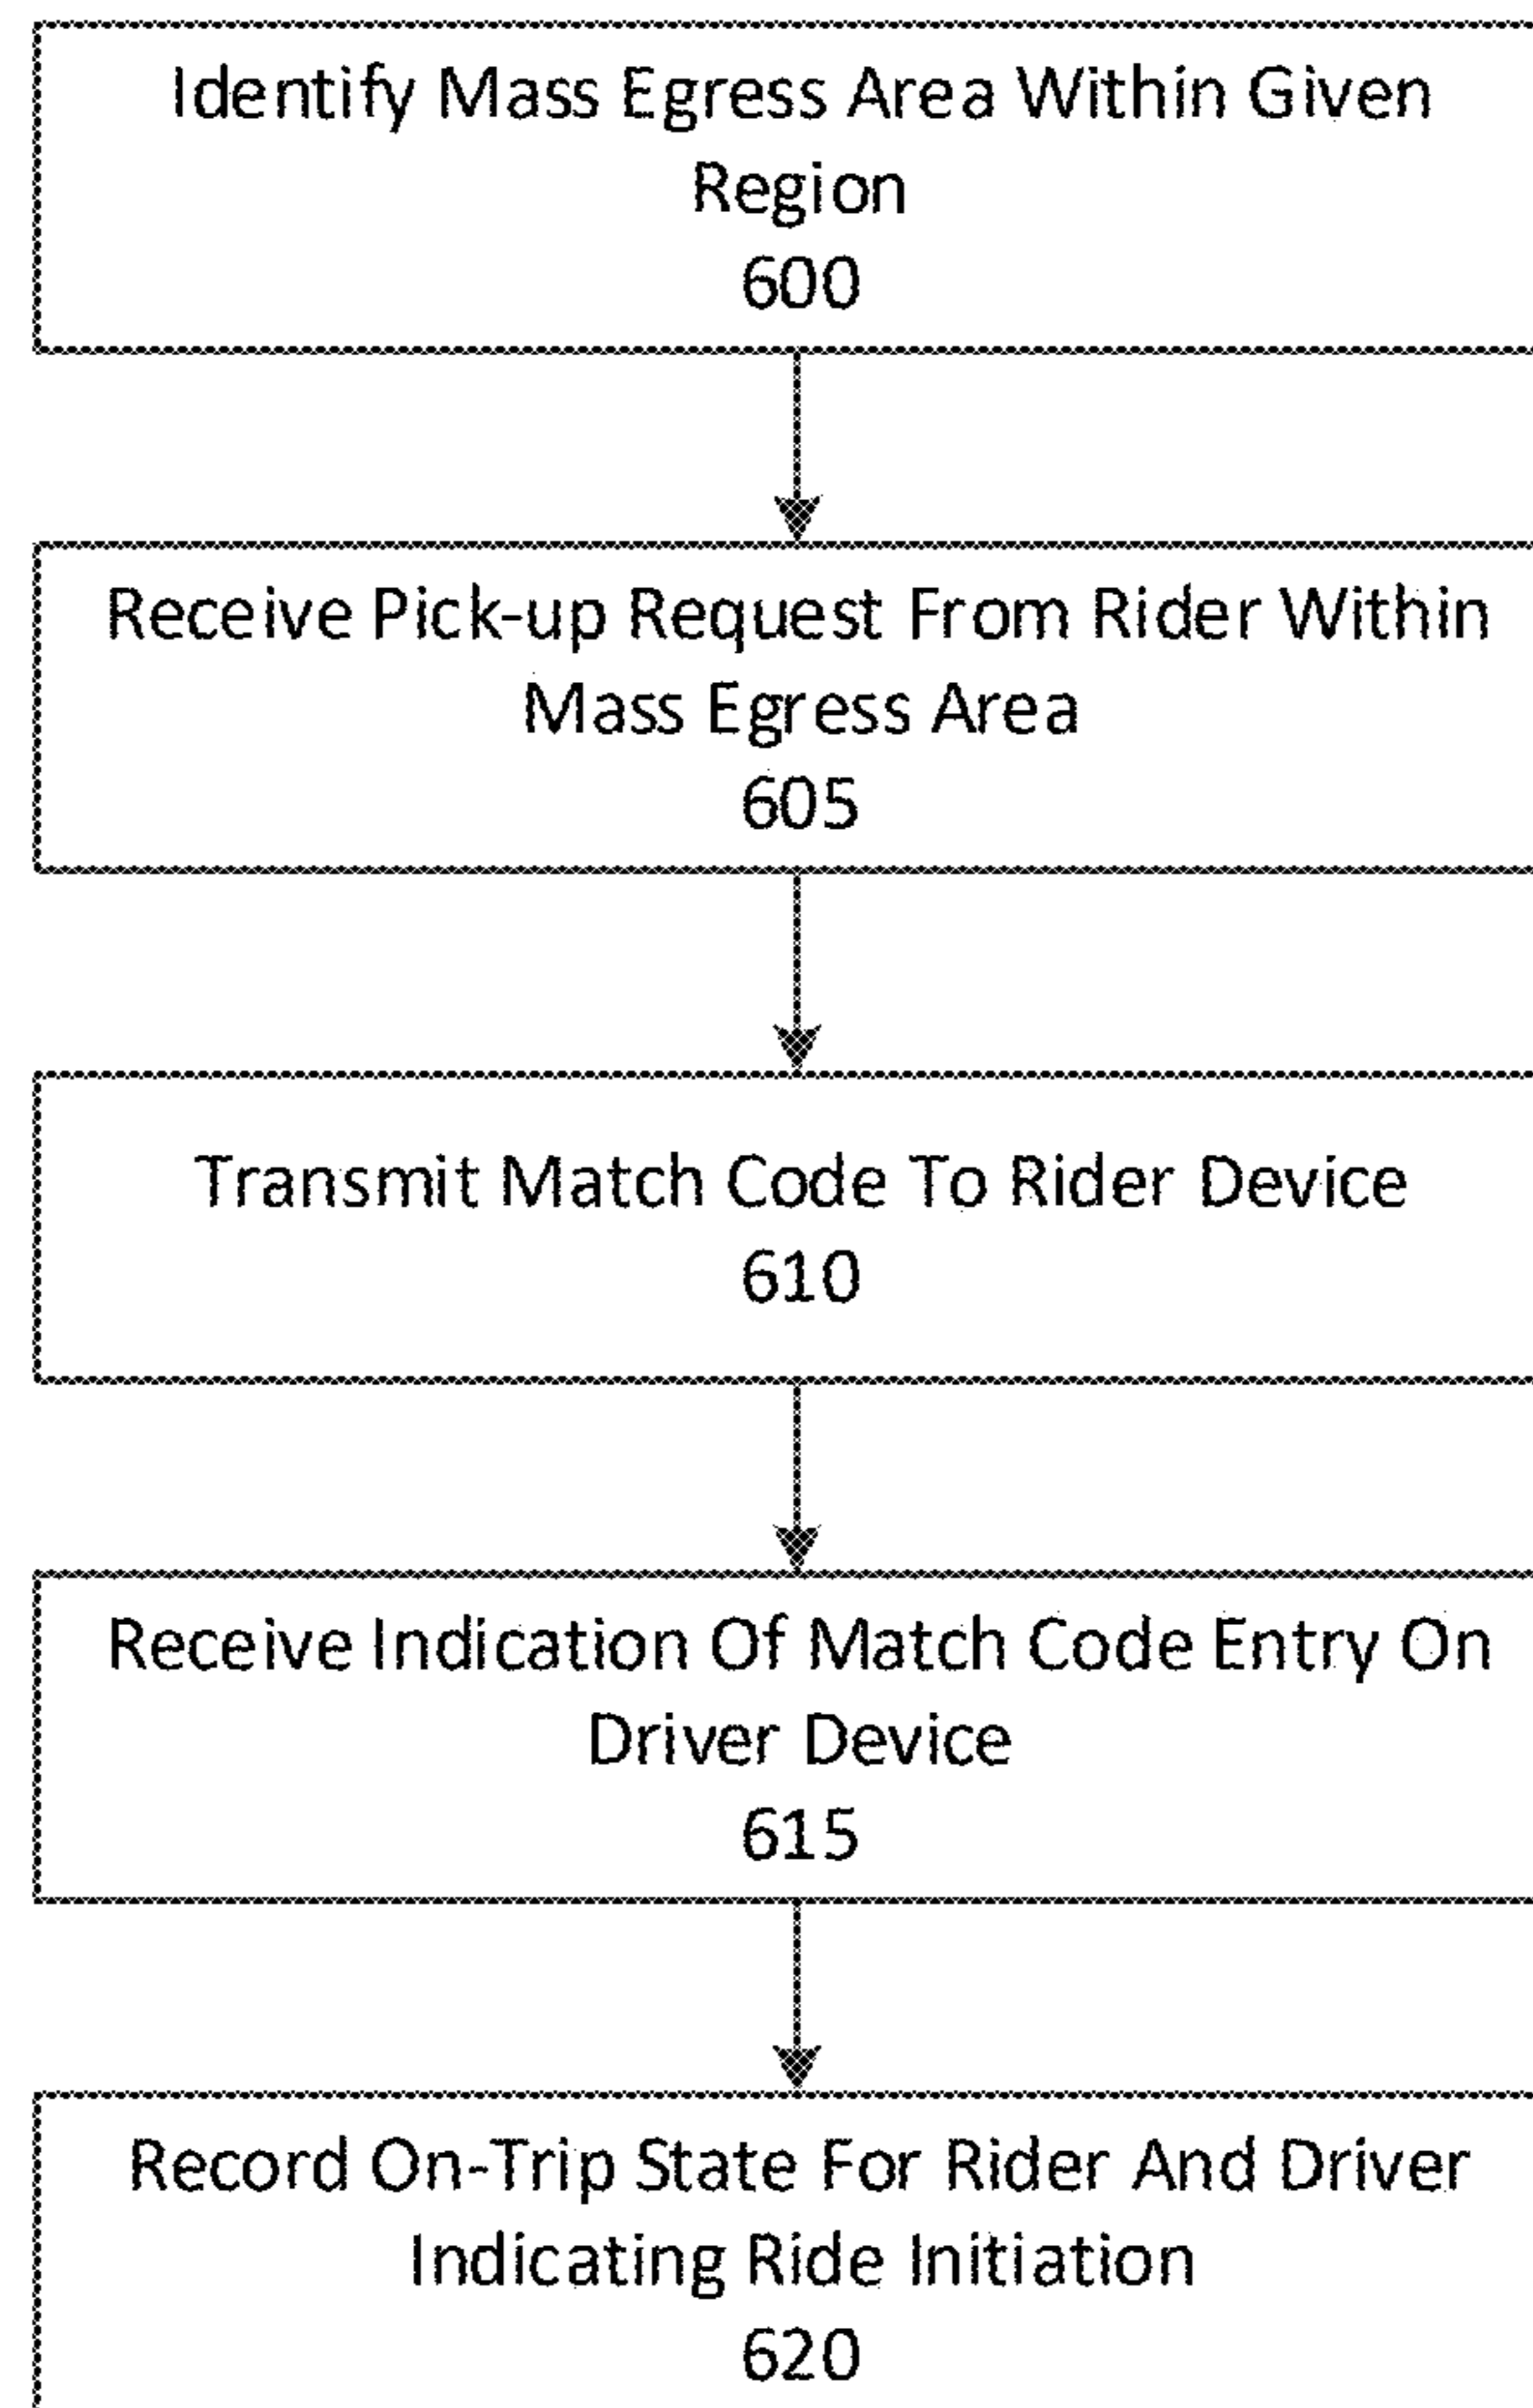 Identify Mass Egress Area Within Given
Region
600
Receive Pick-up Request From Rider Within
Mass Egress Area
605
Transmit Match Code To Rider Device
610
Receive Indication Of Match Code Entry On
Driver Device
615
Record On-Trip State For Rider And Driver
Indicating Ride Initiation
620